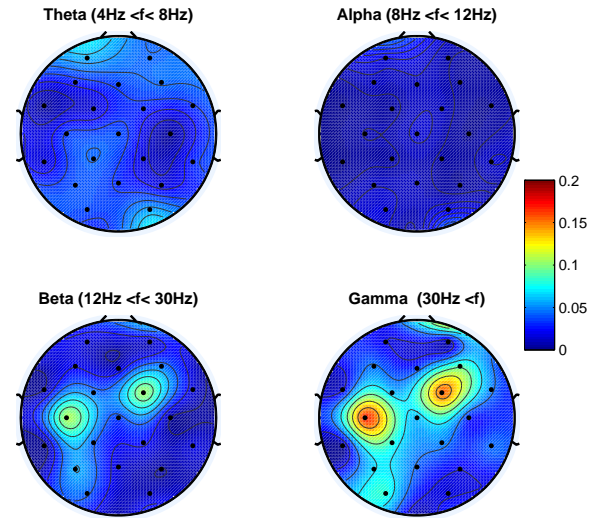 Theta (4Hz <f< 8Hz)
Alpha (8Hz <f< 12Hz)
0.2
0.15
0.1
0.05
0
Beta (12Hz <f< 30Hz)
Gamma (30Hz <f)